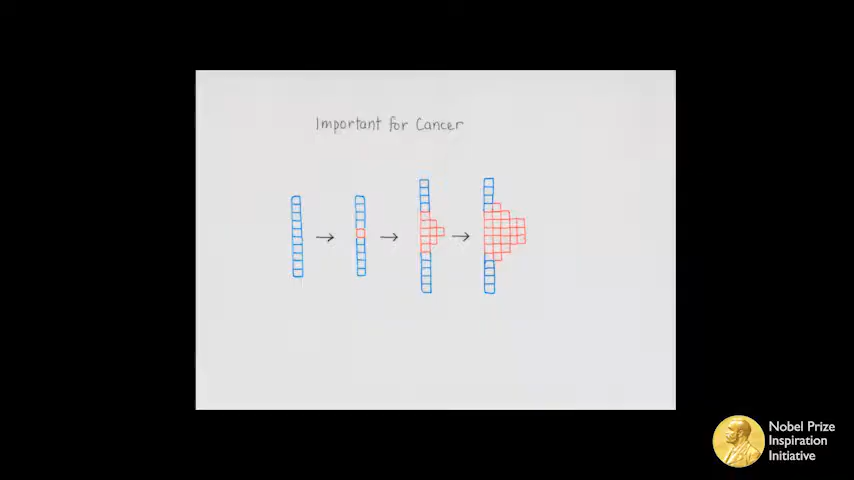 Important for Cancer
Nobel Prize
Inspiration
Initiative